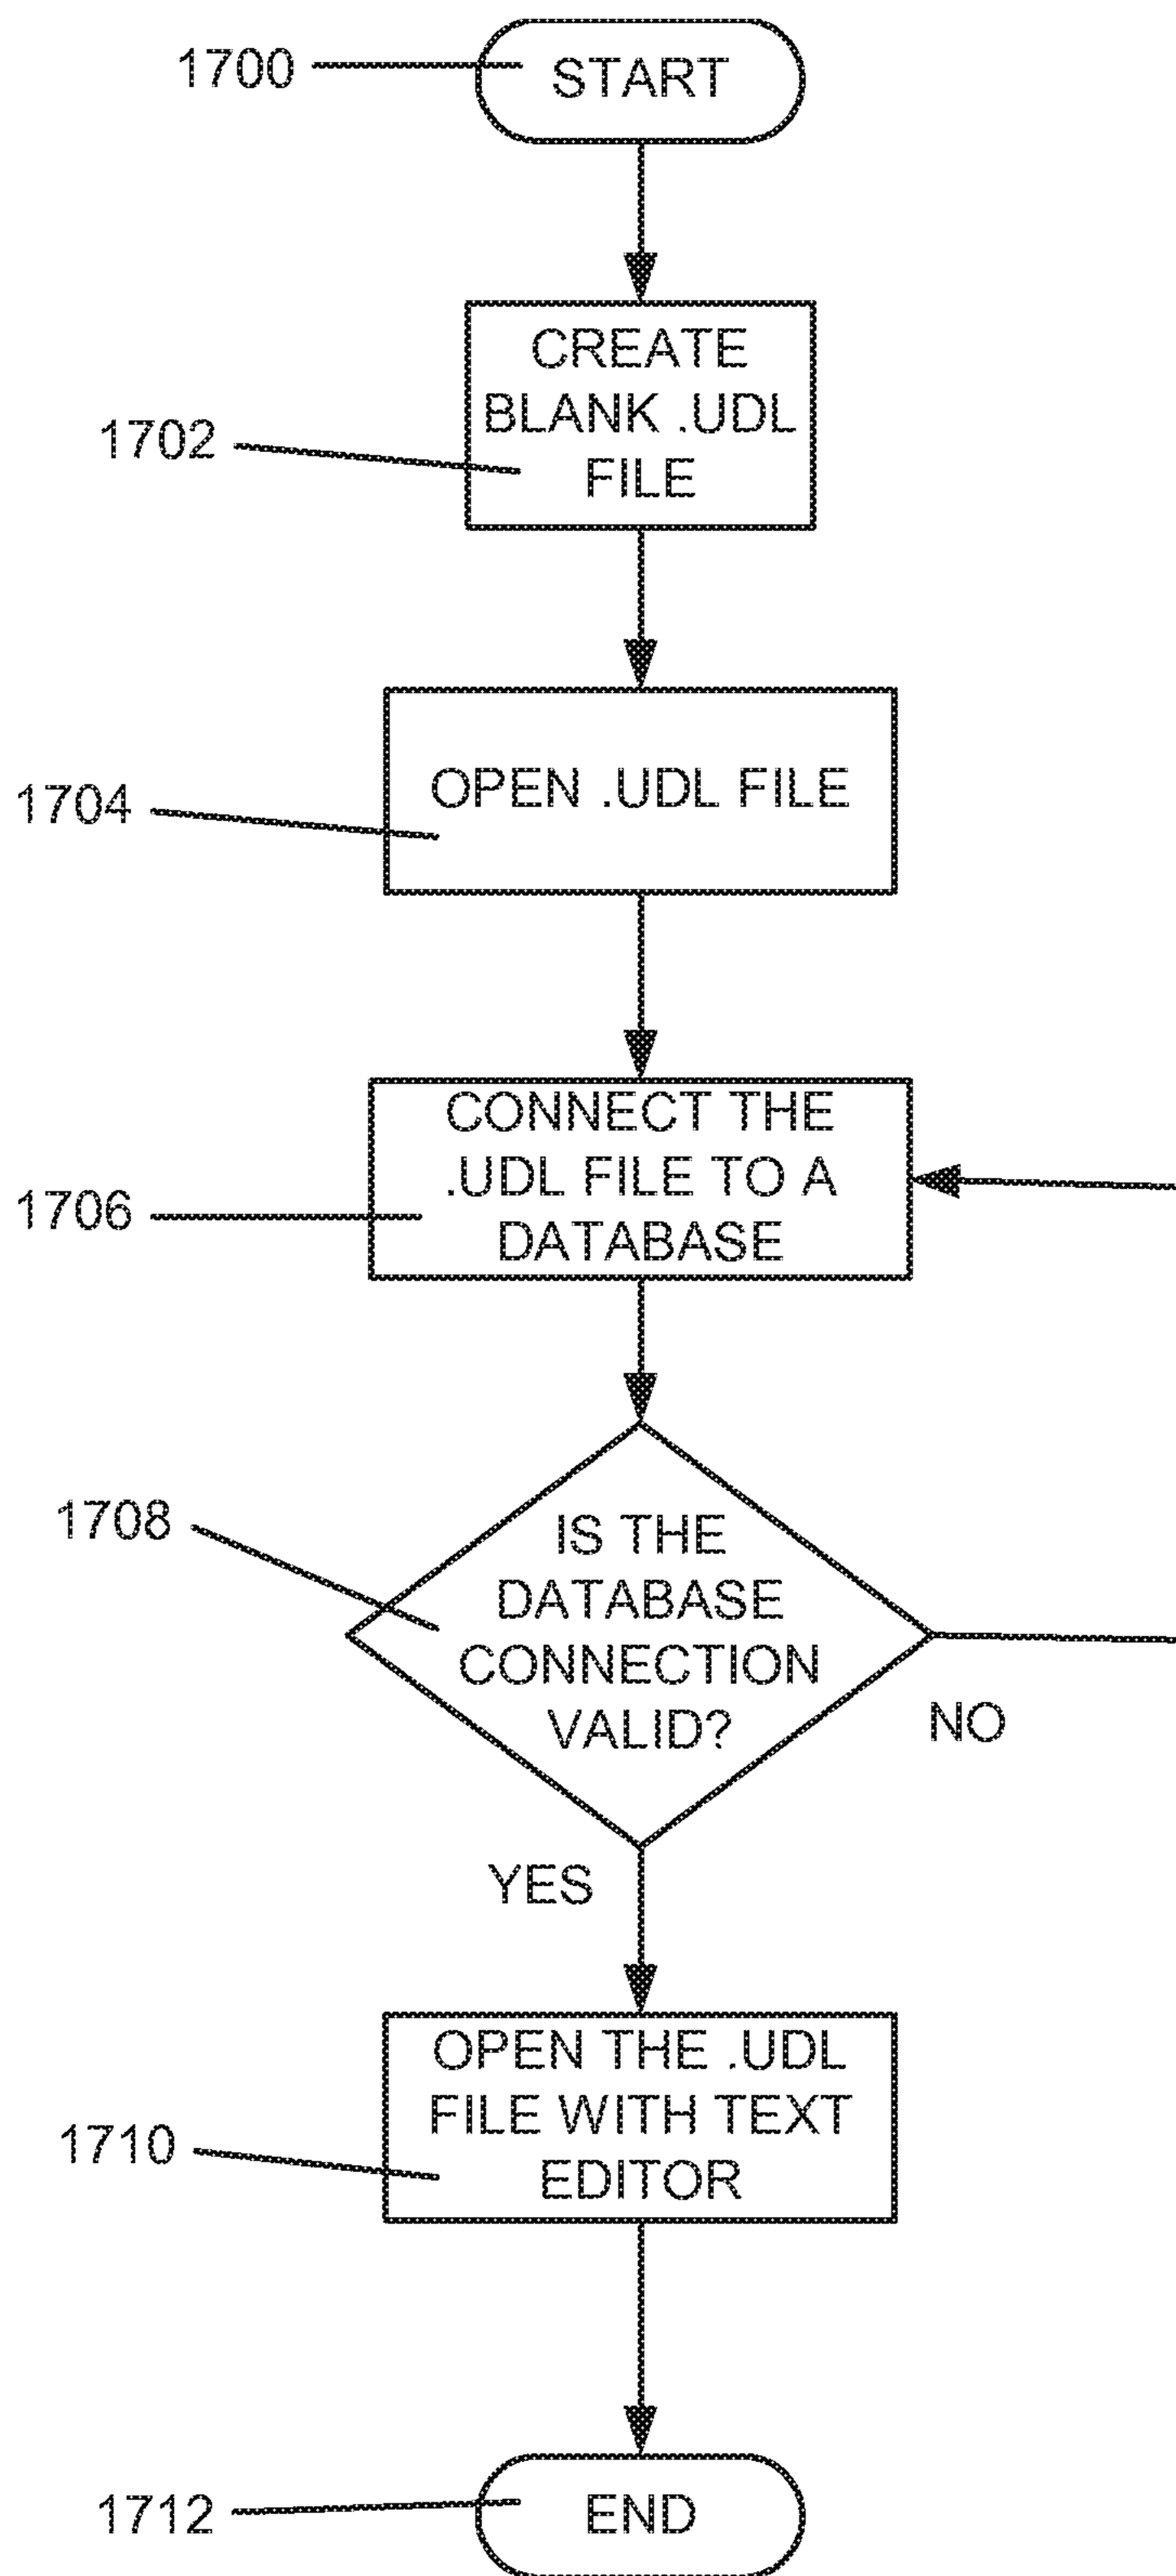 1700
START
1702
CREATE
BLANK .UDL
FILE
1704
OPEN .UDL FILE
1706
CONNECT THE
.UDL FILE TO A
DATABASE
1708
IS THE
DATABASE
CONNECTION
VALID?
NO
YES
1710
OPEN THE .UDL
FILE WITH TEXT
EDITOR
1712
END